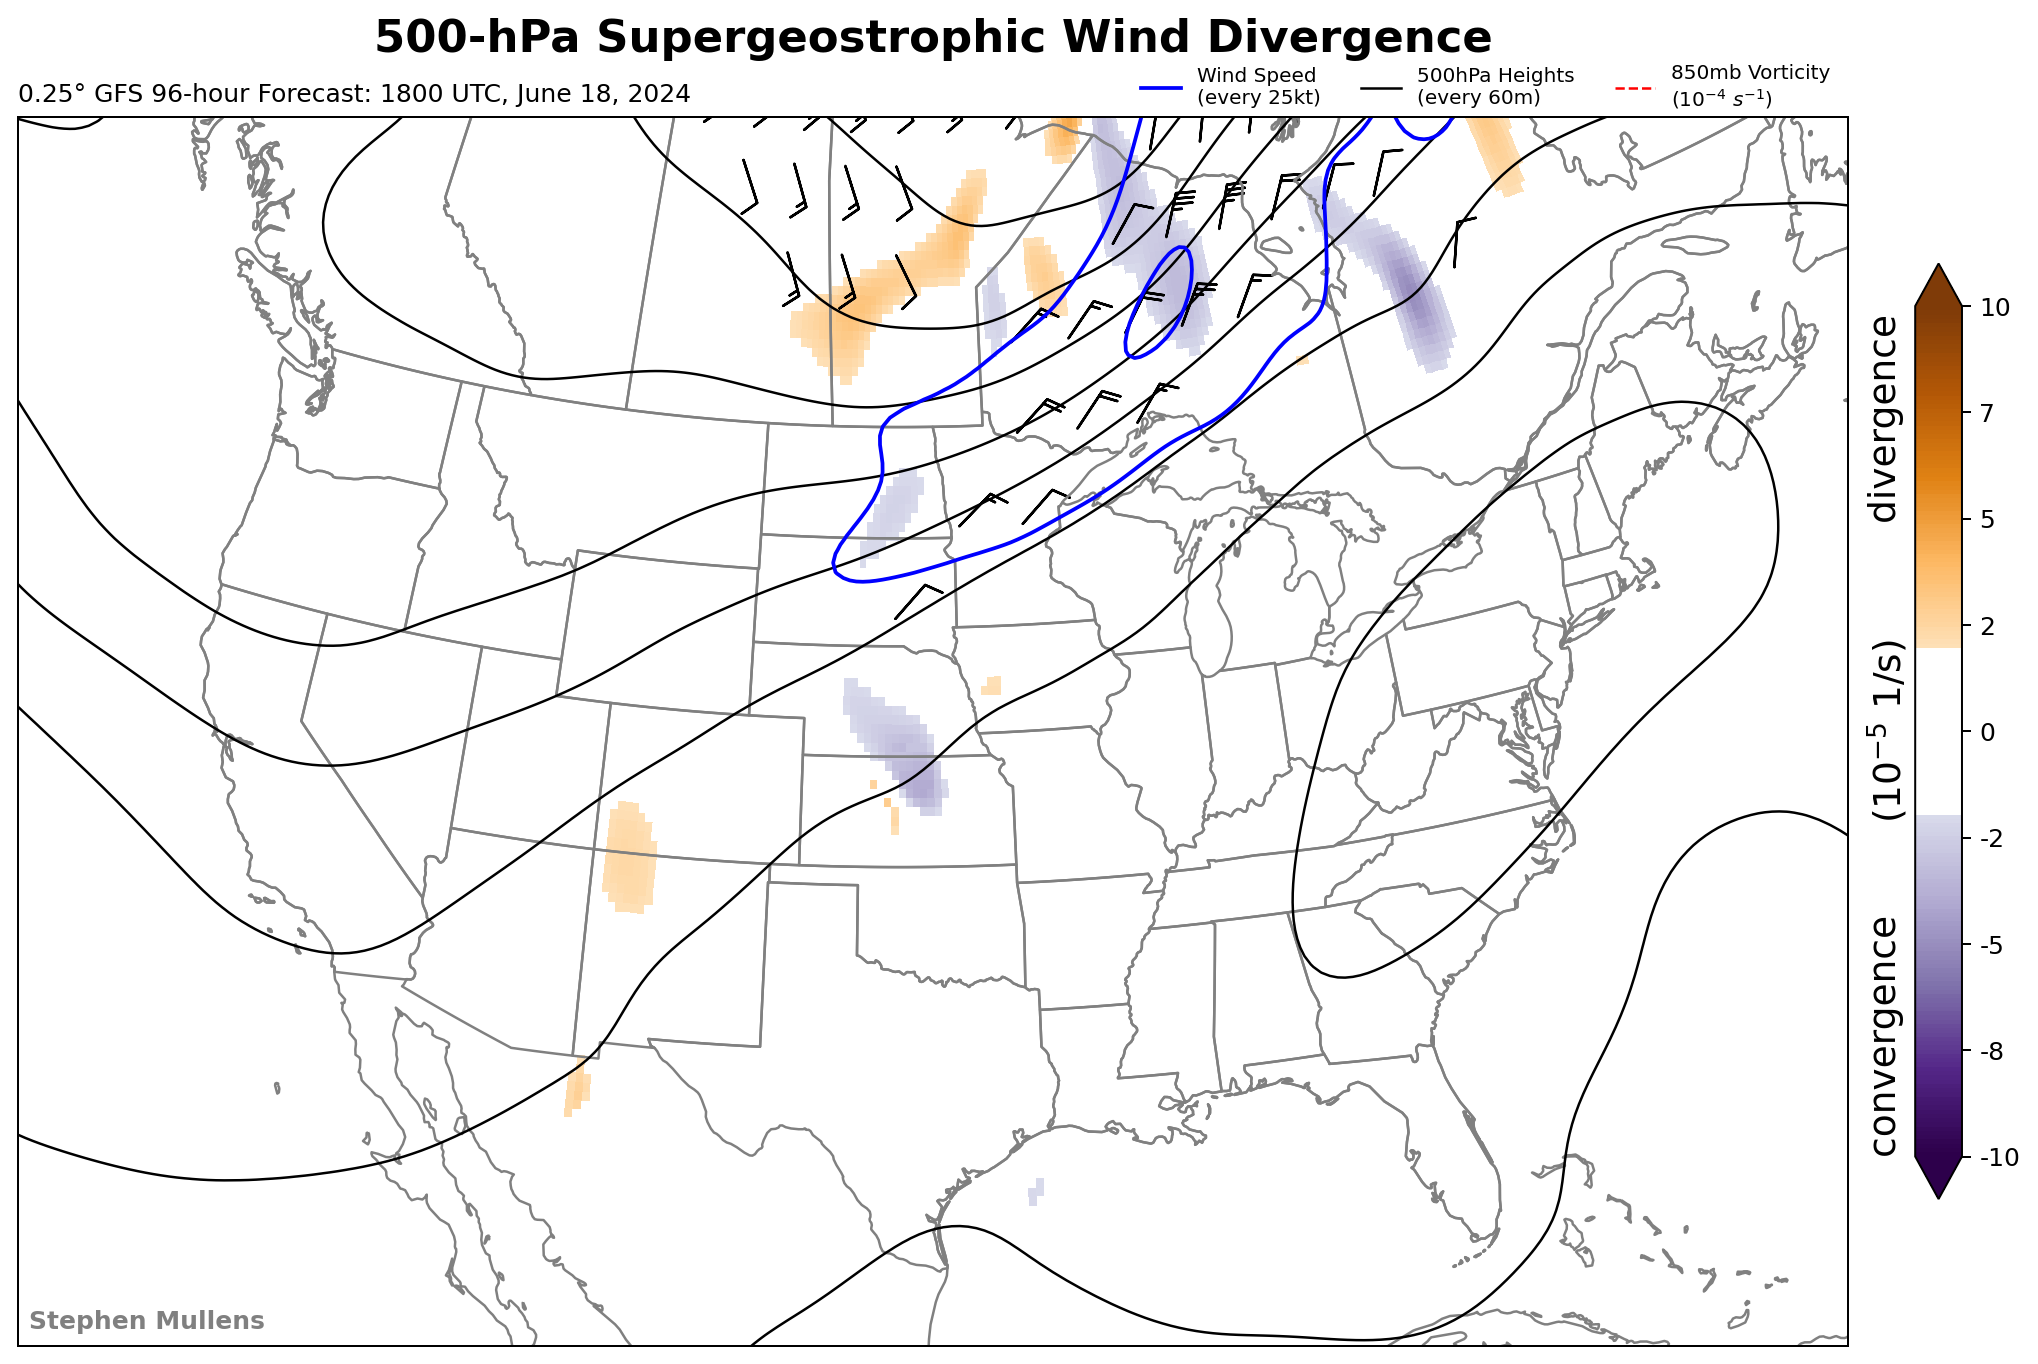 500-hPa Supergeostrophic Wind Divergence
0.25° GFS 96-hour Forecast: 1800 UTC, June 18, 2024
Wind Speed
(every 25kt)
500hPa Heights
(every 60m)
850mb Vorticity
(10⁻⁴ s⁻¹)
convergence (10⁻⁵ 1/s) divergence
10
7
5
2
0
-2
-5
-8
-10
Stephen Mullens